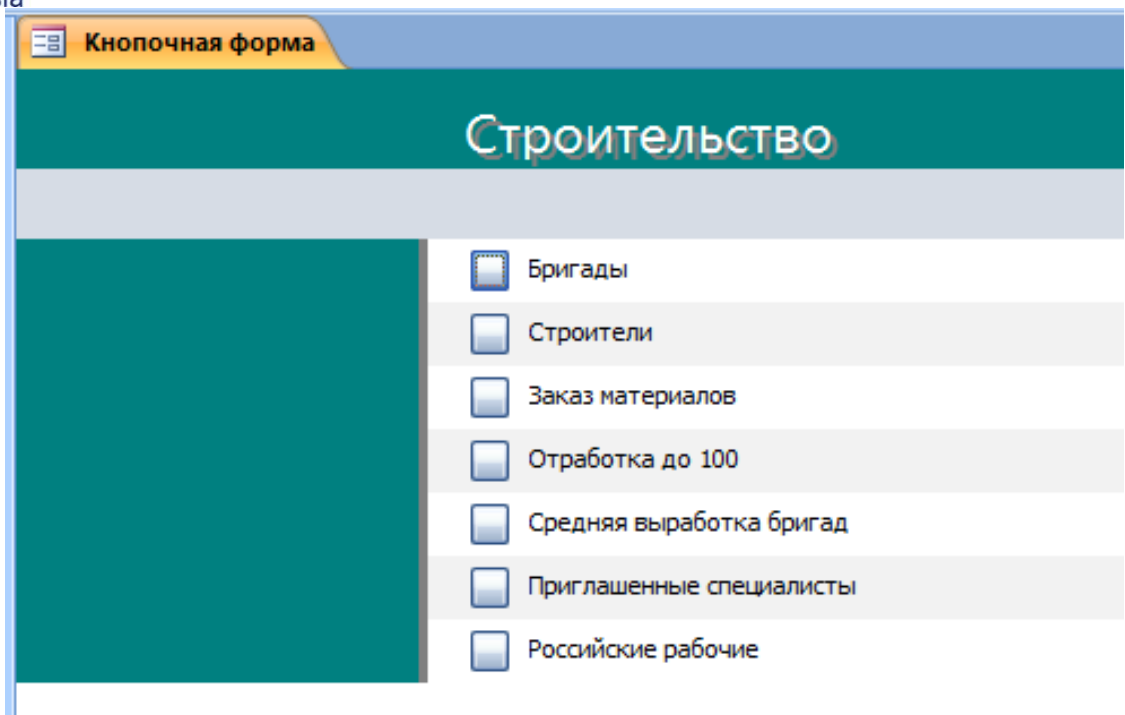 Кнопочная форма
Строительство
Бригады
Строители
Заказ материалов
Отработка до 100
Средняя выработка бригад
Приглашенные специалисты
Российские рабочие